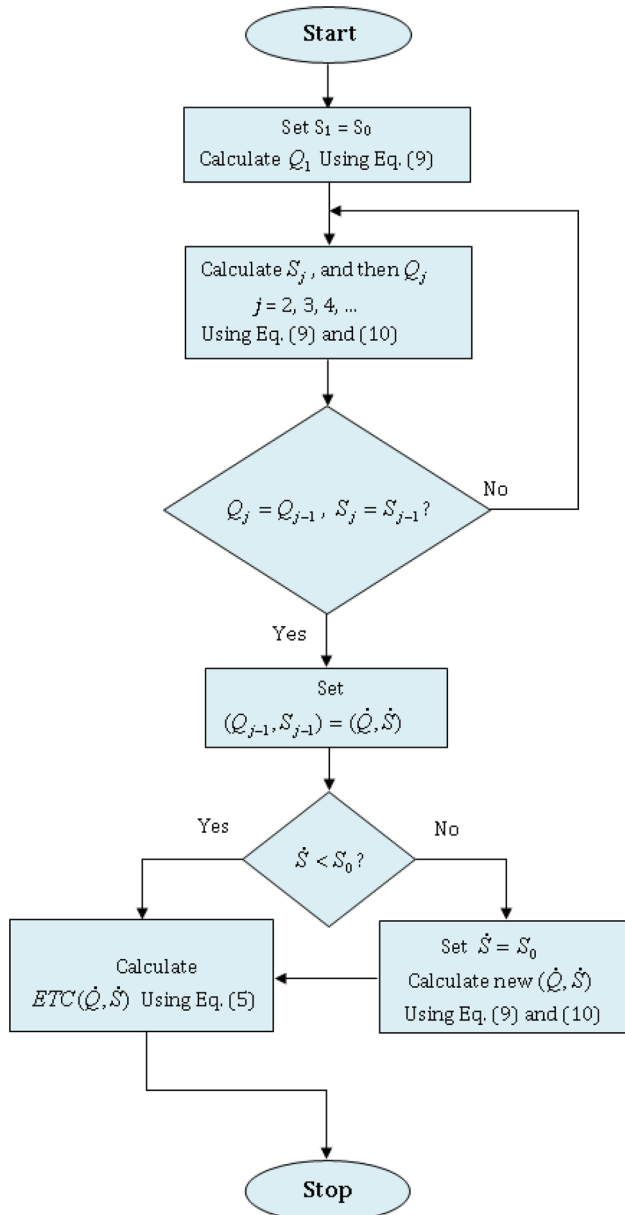 Start
Set S₁ = S₀
Calculate Q₁ Using Eq. (9)
Calculate Sⱼ , and then Qⱼ
j = 2, 3, 4, ...
Using Eq. (9) and (10)
No
Qⱼ = Qⱼ₋₁ , Sⱼ = Sⱼ₋₁ ?
Yes
Set
(Qⱼ₋₁, Sⱼ₋₁) = (Q̇, Ṡ)
Yes
No
Ṡ < S₀ ?
Calculate
ETC(Q̇, Ṡ) Using Eq. (5)
Set Ṡ = S₀
Calculate new (Q̇, Ṡ)
Using Eq. (9) and (10)
Stop